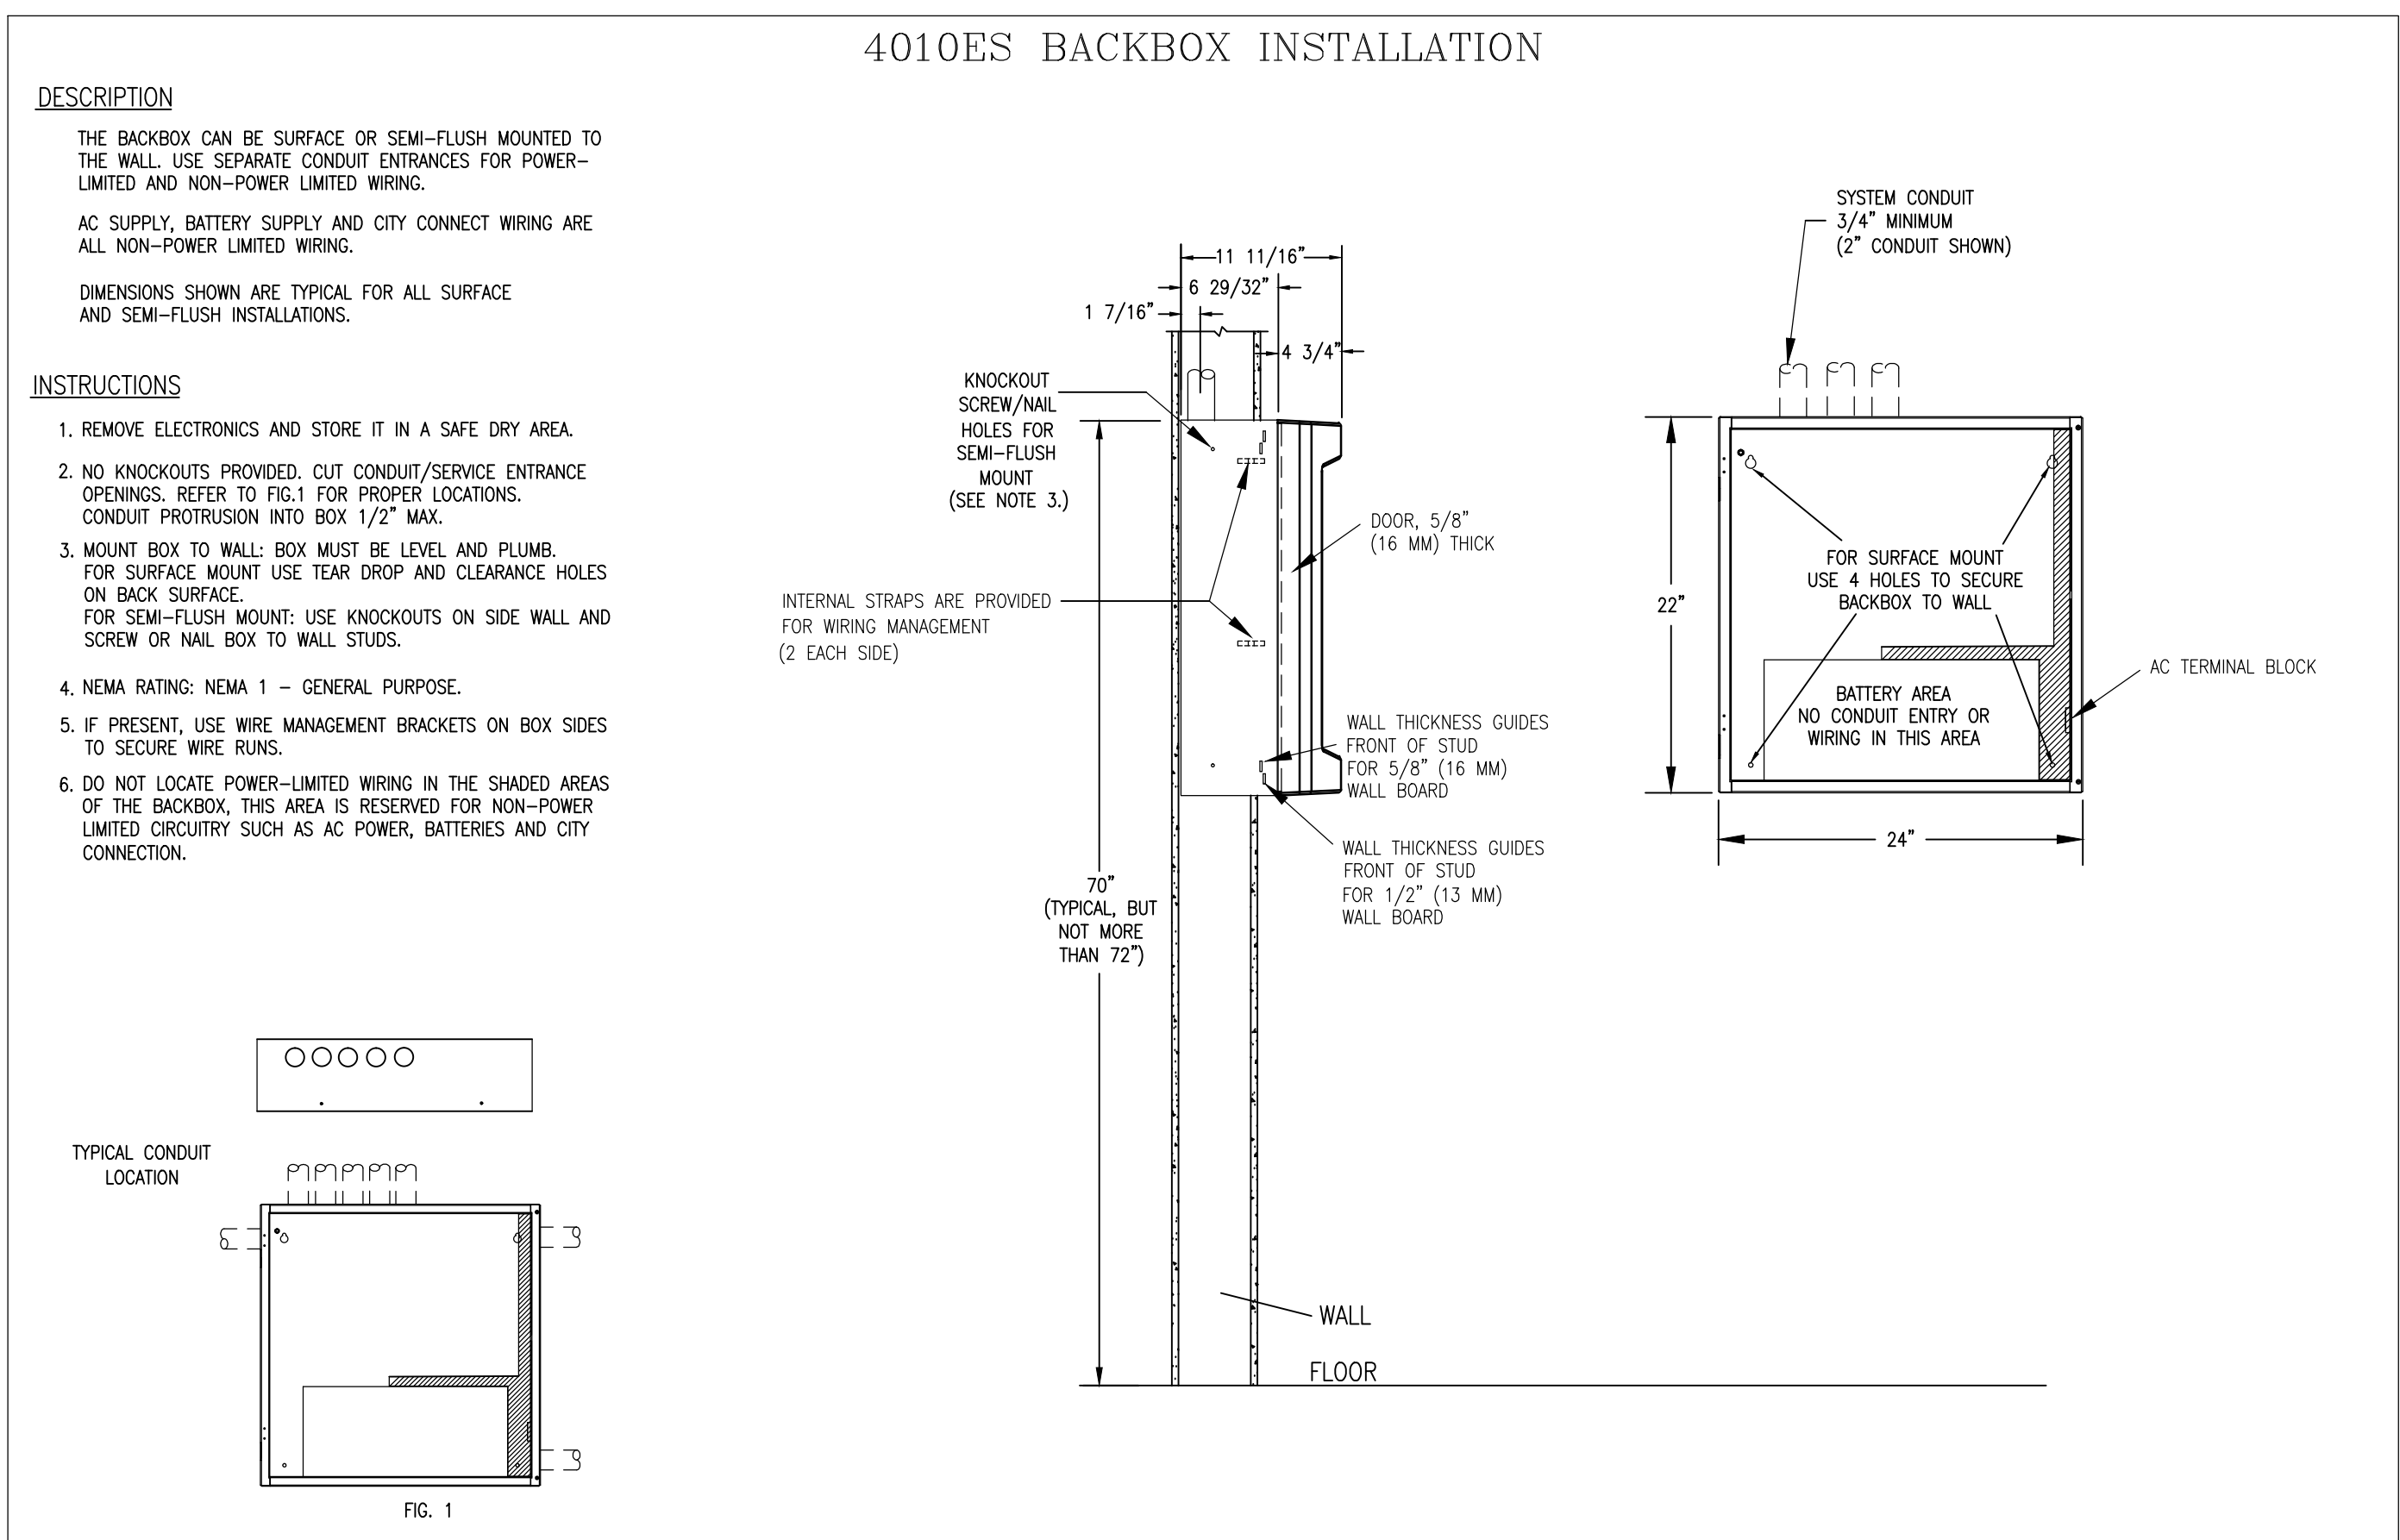 4010ES BACKBOX INSTALLATION
DESCRIPTION
THE BACKBOX CAN BE SURFACE OR SEMI-FLUSH MOUNTED TO
THE WALL. USE SEPARATE CONDUIT ENTRANCES FOR POWER-
LIMITED AND NON-POWER LIMITED WIRING.
AC SUPPLY, BATTERY SUPPLY AND CITY CONNECT WIRING ARE
ALL NON-POWER LIMITED WIRING.
DIMENSIONS SHOWN ARE TYPICAL FOR ALL SURFACE
AND SEMI-FLUSH INSTALLATIONS.
INSTRUCTIONS
1. REMOVE ELECTRONICS AND STORE IT IN A SAFE DRY AREA.
2. NO KNOCKOUTS PROVIDED. CUT CONDUIT/SERVICE ENTRANCE
OPENINGS. REFER TO FIG.1 FOR PROPER LOCATIONS.
CONDUIT PROTRUSION INTO BOX 1/2" MAX.
3. MOUNT BOX TO WALL: BOX MUST BE LEVEL AND PLUMB.
FOR SURFACE MOUNT USE TEAR DROP AND CLEARANCE HOLES
ON BACK SURFACE.
FOR SEMI-FLUSH MOUNT: USE KNOCKOUTS ON SIDE WALL AND
SCREW OR NAIL BOX TO WALL STUDS.
4. NEMA RATING: NEMA 1 - GENERAL PURPOSE.
5. IF PRESENT, USE WIRE MANAGEMENT BRACKETS ON BOX SIDES
TO SECURE WIRE RUNS.
6. DO NOT LOCATE POWER-LIMITED WIRING IN THE SHADED AREAS
OF THE BACKBOX, THIS AREA IS RESERVED FOR NON-POWER
LIMITED CIRCUITRY SUCH AS AC POWER, BATTERIES AND CITY
CONNECTION.
TYPICAL CONDUIT
LOCATION
FIG. 1
11 11/16"
6 29/32"
1 7/16"
4 3/4"
KNOCKOUT
SCREW/NAIL
HOLES FOR
SEMI-FLUSH
MOUNT
(SEE NOTE 3.)
DOOR, 5/8"
(16 MM) THICK
INTERNAL STRAPS ARE PROVIDED
FOR WIRING MANAGEMENT
(2 EACH SIDE)
WALL THICKNESS GUIDES
FRONT OF STUD
FOR 5/8" (16 MM)
WALL BOARD
WALL THICKNESS GUIDES
FRONT OF STUD
FOR 1/2" (13 MM)
WALL BOARD
70"
(TYPICAL, BUT
NOT MORE
THAN 72")
WALL
FLOOR
SYSTEM CONDUIT
3/4" MINIMUM
(2" CONDUIT SHOWN)
22"
FOR SURFACE MOUNT
USE 4 HOLES TO SECURE
BACKBOX TO WALL
AC TERMINAL BLOCK
BATTERY AREA
NO CONDUIT ENTRY OR
WIRING IN THIS AREA
24"